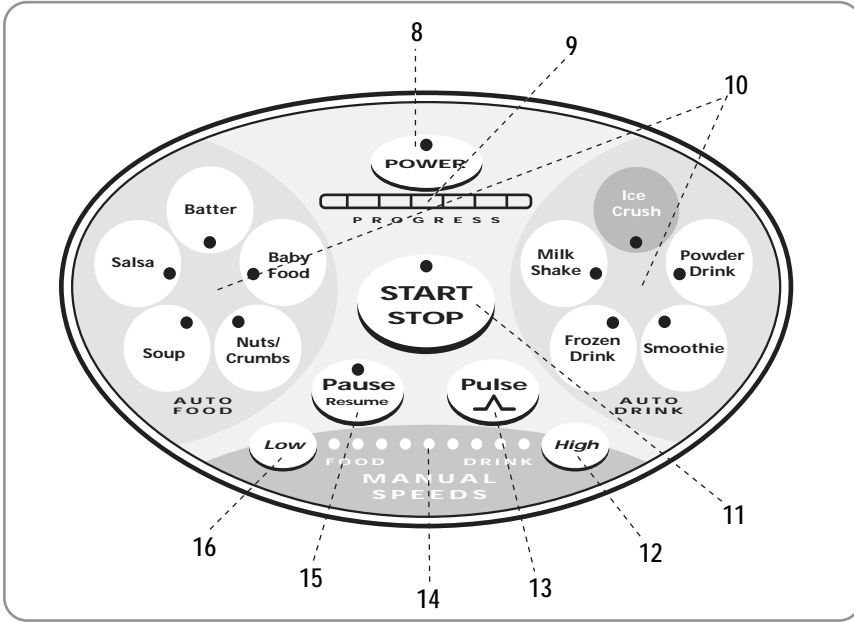 8
9
10
POWER
PROGRESS
Batter
Salsa
Baby
Food
Soup
Nuts/
Crumbs
AUTO
FOOD
START
STOP
Ice
Crush
Milk
Shake
Powder
Drink
Frozen
Drink
Smoothie
AUTO
DRINK
Pause
Resume
Pulse
Low
High
FOOD DRINK
MANUAL
SPEEDS
16
15
14
13
12
11